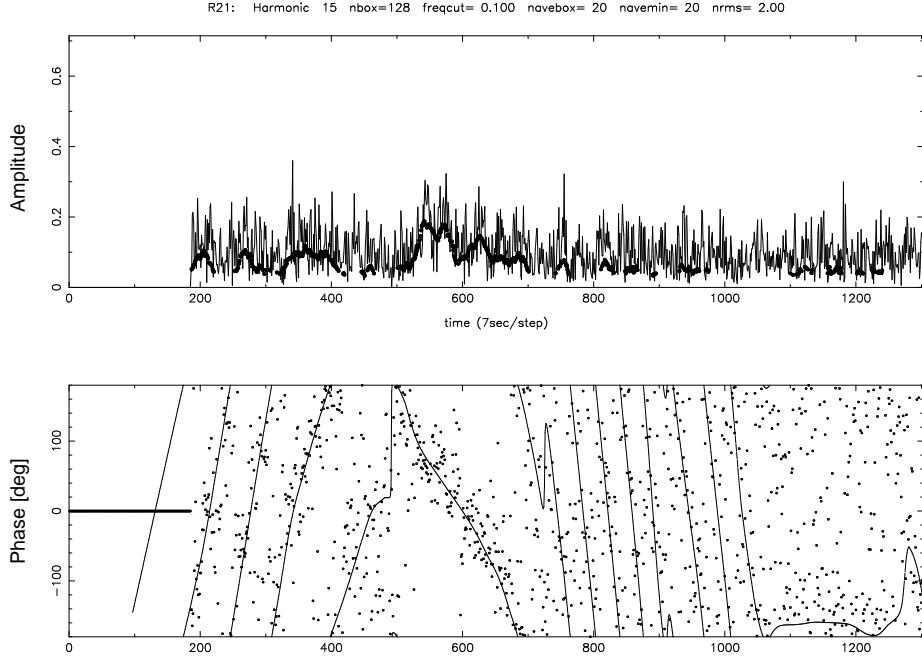 R21: Harmonic 15 nbox=128 freqcut= 0.100 navebox= 20 navemin= 20 nrms= 2.00
Amplitude
0.6
0.4
0.2
0
0 200 400 600 800 1000 1200
time (7sec/step)
Phase [deg]
100
0
−100
0 200 400 600 800 1000 1200